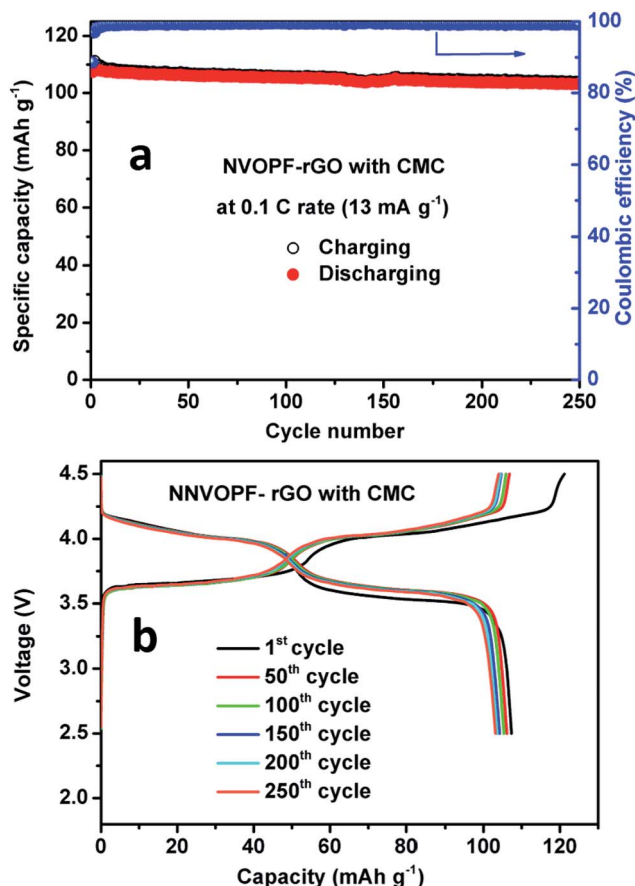 120
100
80
60
40
20
0
Specific capacity (mAh g⁻¹)
a
NVOPF-rGO with CMC
at 0.1 C rate (13 mA g⁻¹)
Charging
Discharging
100
80
60
40
20
0
Coulombic efficiency (%)
0 50 100 150 200 250
Cycle number
4.5
4.0
3.5
3.0
2.5
2.0
Voltage (V)
NNVOPF- rGO with CMC
b
1ˢᵗ cycle
50ᵗʰ cycle
100ᵗʰ cycle
150ᵗʰ cycle
200ᵗʰ cycle
250ᵗʰ cycle
0 20 40 60 80 100 120
Capacity (mAh g⁻¹)